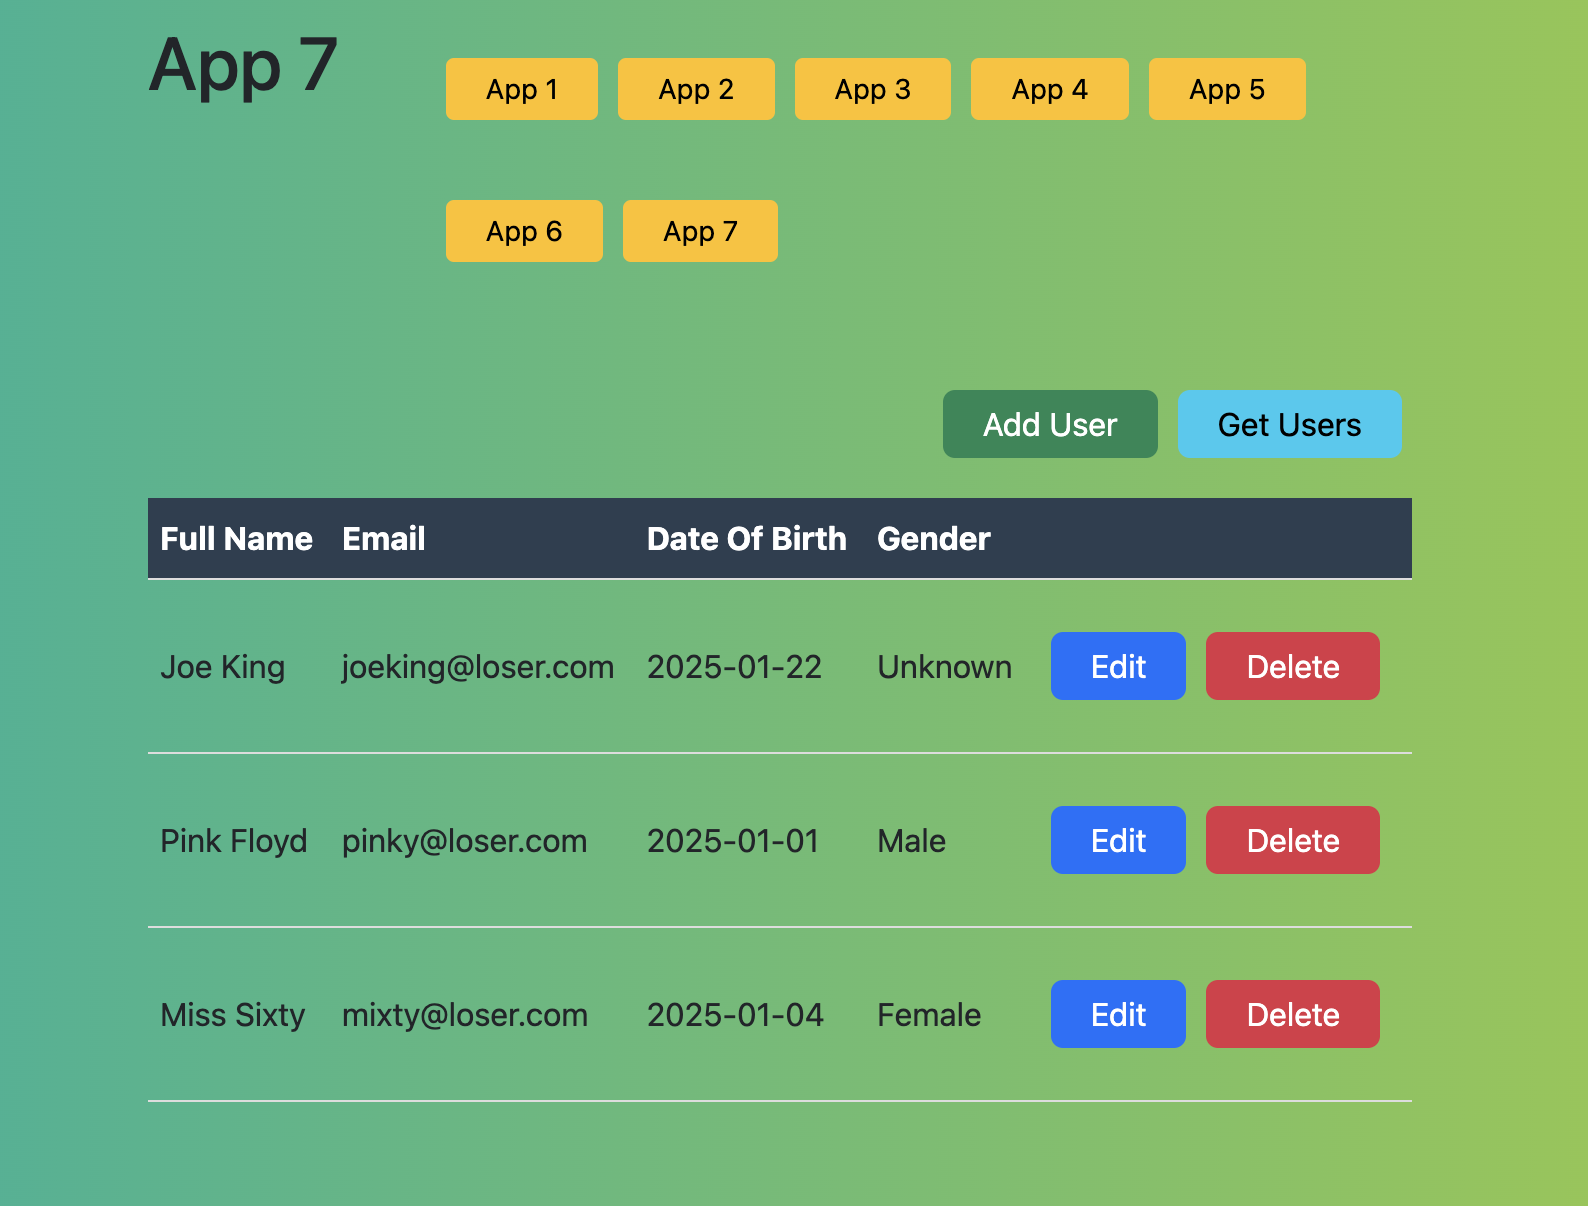 App 7
App 1 App 2 App 3 App 4 App 5
App 6 App 7
Add User Get Users
Full Name Email Date Of Birth Gender
Joe King joeking@loser.com 2025-01-22 Unknown Edit Delete
Pink Floyd pinky@loser.com 2025-01-01 Male Edit Delete
Miss Sixty mixty@loser.com 2025-01-04 Female Edit Delete